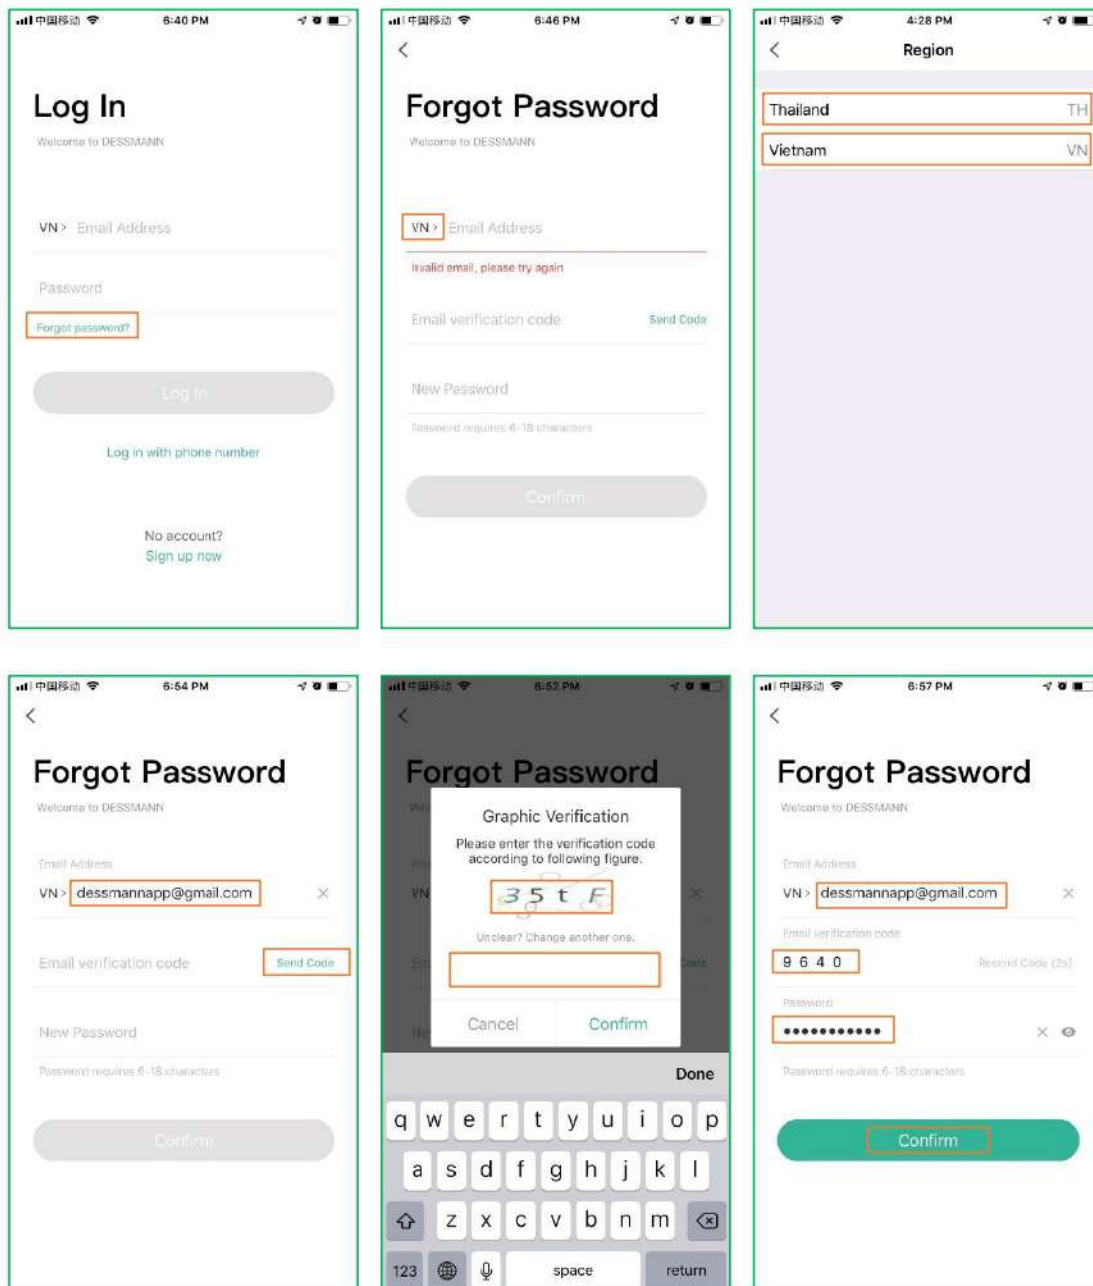 中国移动 6:40 PM
Log In
Welcome to DESSMANN
VN > Email Address
Password
Forgot password?
Log In
Log in with phone number
No account?
Sign up now
中国移动 6:46 PM
<
Forgot Password
Welcome to DESSMANN
VN > Email Address
Invalid email, please try again
Email verification code Send Code
New Password
Password requires 6-18 characters
Confirm
中国移动 4:28 PM
< Region
Thailand TH
Vietnam VN
中国移动 6:54 PM
<
Forgot Password
Welcome to DESSMANN
Email Address
VN > dessmannapp@gmail.com ×
Email verification code Send Code
New Password
Password requires 6-18 characters
Confirm
中国移动 6:52 PM
<
Forgot Password
Graphic Verification
Please enter the verification code
according to following figure.
VN
35tF
Unclear? Change another one.
Cancel Confirm
Done
q w e r t y u i o p
a s d f g h j k l
z x c v b n m
123 space return
中国移动 6:57 PM
<
Forgot Password
Welcome to DESSMANN
Email Address
VN > dessmannapp@gmail.com ×
Email verification code
9640 Resend Code (2s)
Password
••••••••••• ×
Password requires 6-18 characters
Confirm